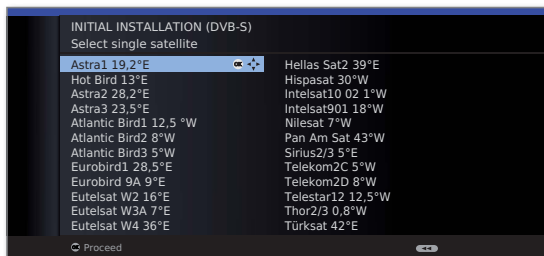 INITIAL INSTALLATION (DVB-S)
Select single satellite
Astra1 19,2°E OK
Hot Bird 13°E
Astra2 28,2°E
Astra3 23,5°E
Atlantic Bird1 12,5 °W
Atlantic Bird2 8°W
Atlantic Bird3 5°W
Eurobird1 28,5°E
Eurobird 9A 9°E
Eutelsat W2 16°E
Eutelsat W3A 7°E
Eutelsat W4 36°E
Hellas Sat2 39°E
Hispasat 30°W
Intelsat10 02 1°W
Intelsat901 18°W
Nilesat 7°W
Pan Am Sat 43°W
Sirius2/3 5°E
Telekom2C 5°W
Telekom2D 8°W
Telestar12 12,5°W
Thor2/3 0,8°W
Türksat 42°E
OK Proceed